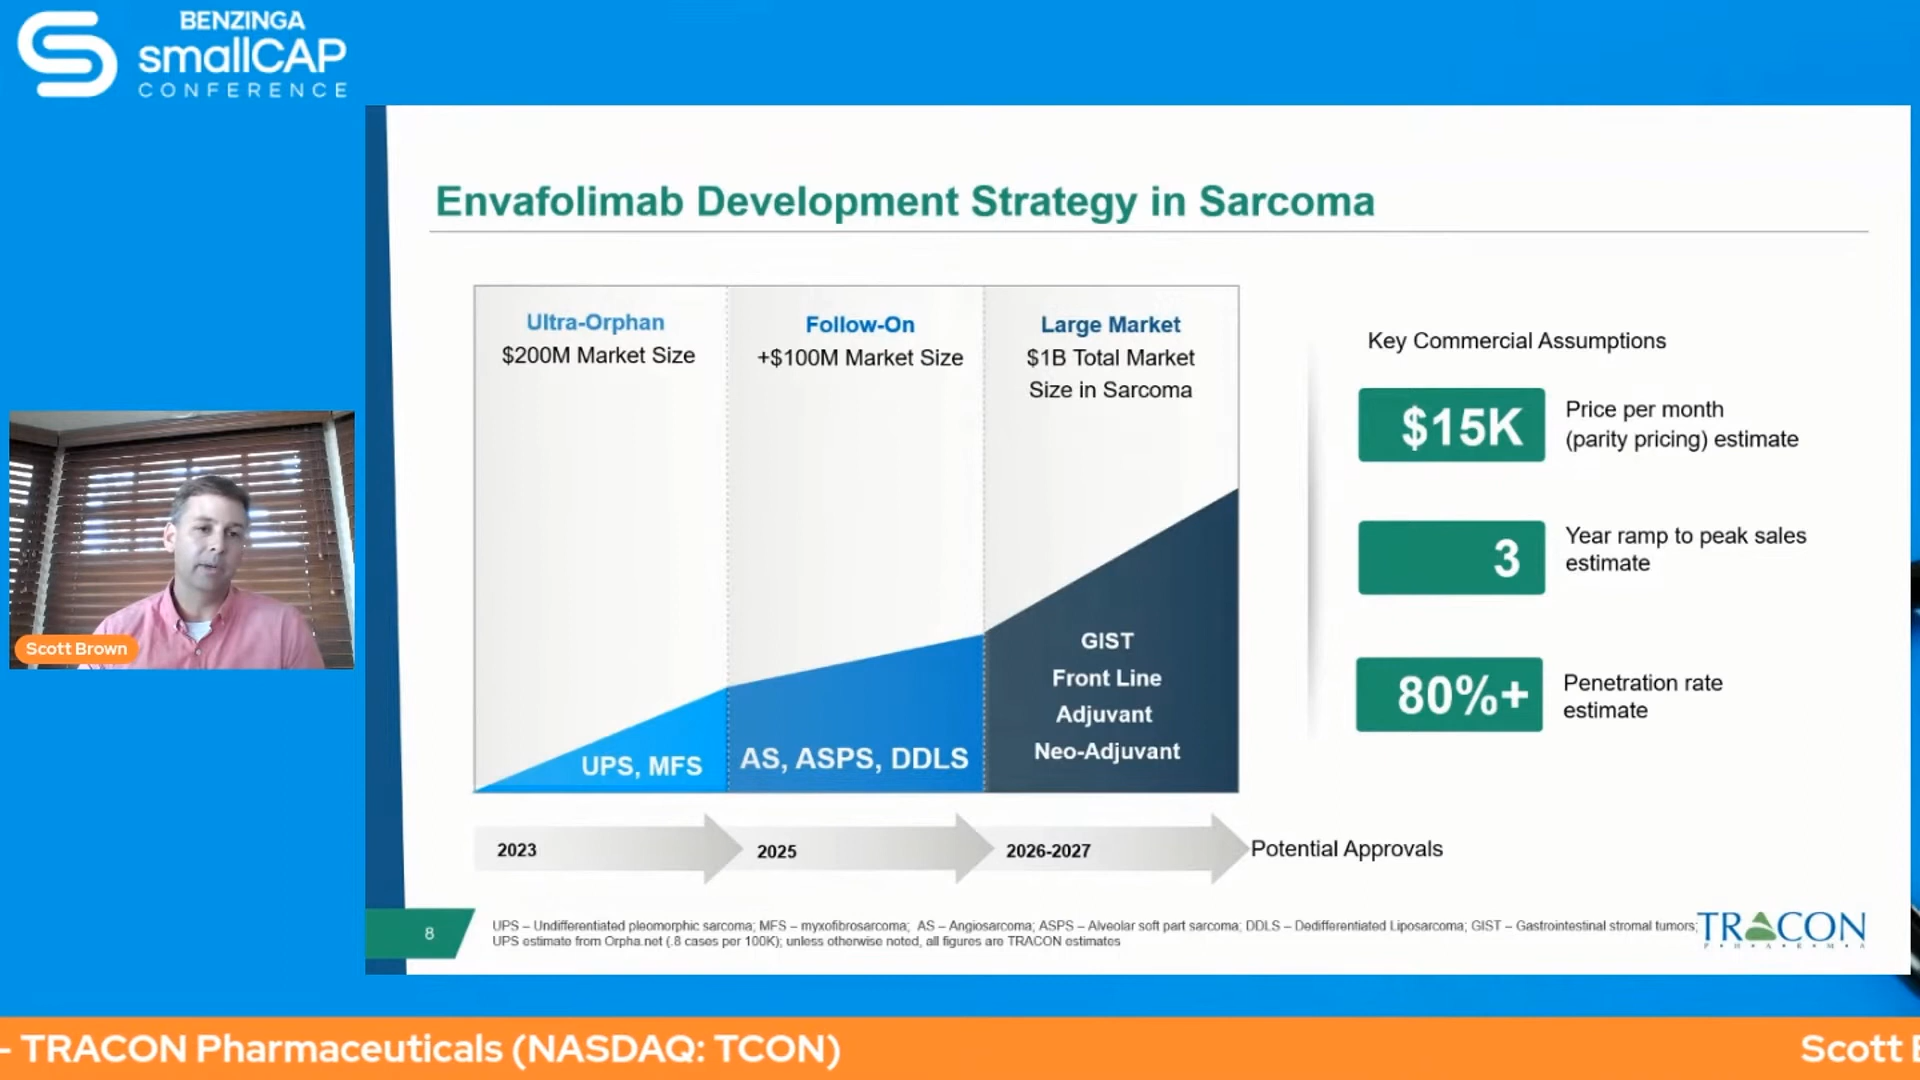 BENZINGA
smallCAP
CONFERENCE
Envafolimab Development Strategy in Sarcoma
Ultra-Orphan
$200M Market Size
Follow-On
+$100M Market Size
Large Market
$1B Total Market
Size in Sarcoma
UPS, MFS
AS, ASPS, DDLS
GIST
Front Line
Adjuvant
Neo-Adjuvant
2023
2025
2026-2027
Potential Approvals
Key Commercial Assumptions
$15K
Price per month
(parity pricing) estimate
3
Year ramp to peak sales
estimate
80%+
Penetration rate
estimate
Scott Brown
8
UPS – Undifferentiated pleomorphic sarcoma; MFS – myxofibrosarcoma; AS – Angiosarcoma; ASPS – Alveolar soft part sarcoma; DDLS – Dedifferentiated Liposarcoma; GIST – Gastrointestinal stromal tumors;
UPS estimate from Orpha.net (.8 cases per 100K); unless otherwise noted, all figures are TRACON estimates
TRACON
P•H•A•R•M•A
- TRACON Pharmaceuticals (NASDAQ: TCON)
Scott